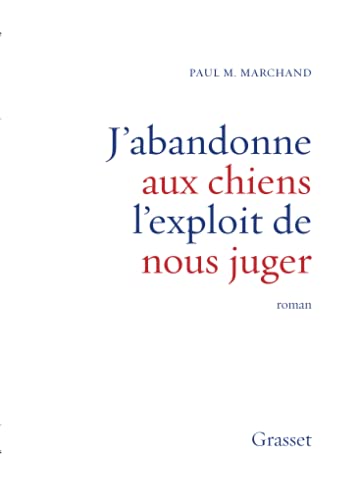 PAUL M. MARCHAND
J'abandonne
aux chiens
l'exploit de
nous juger
roman
Grasset